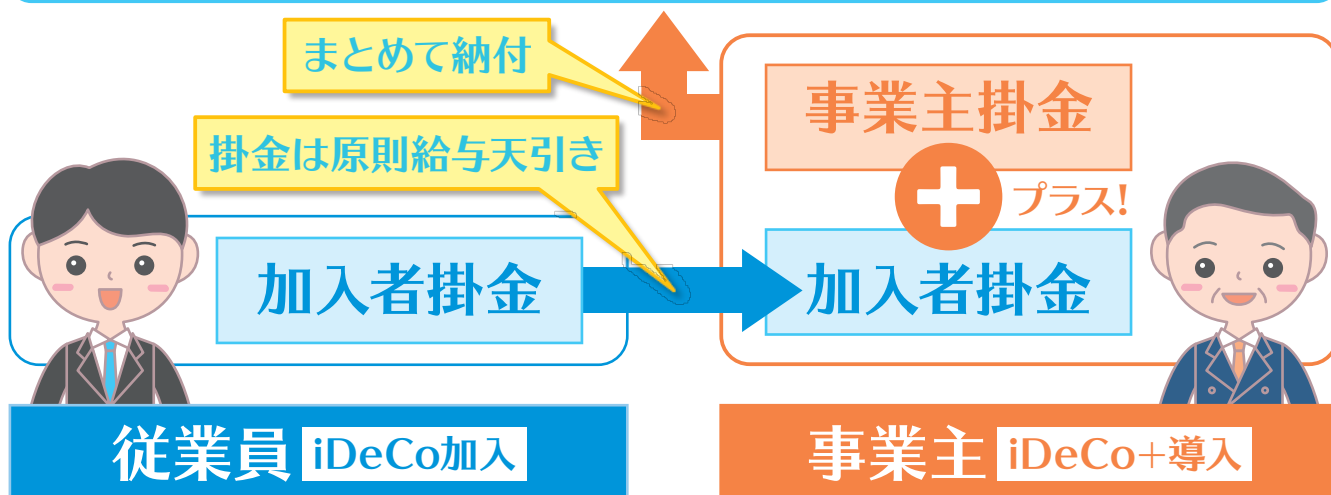 まとめて納付
掛金は原則給与天引き
事業主掛金
プラス!
加入者掛金
加入者掛金
従業員 iDeCo加入
事業主 iDeCo+導入